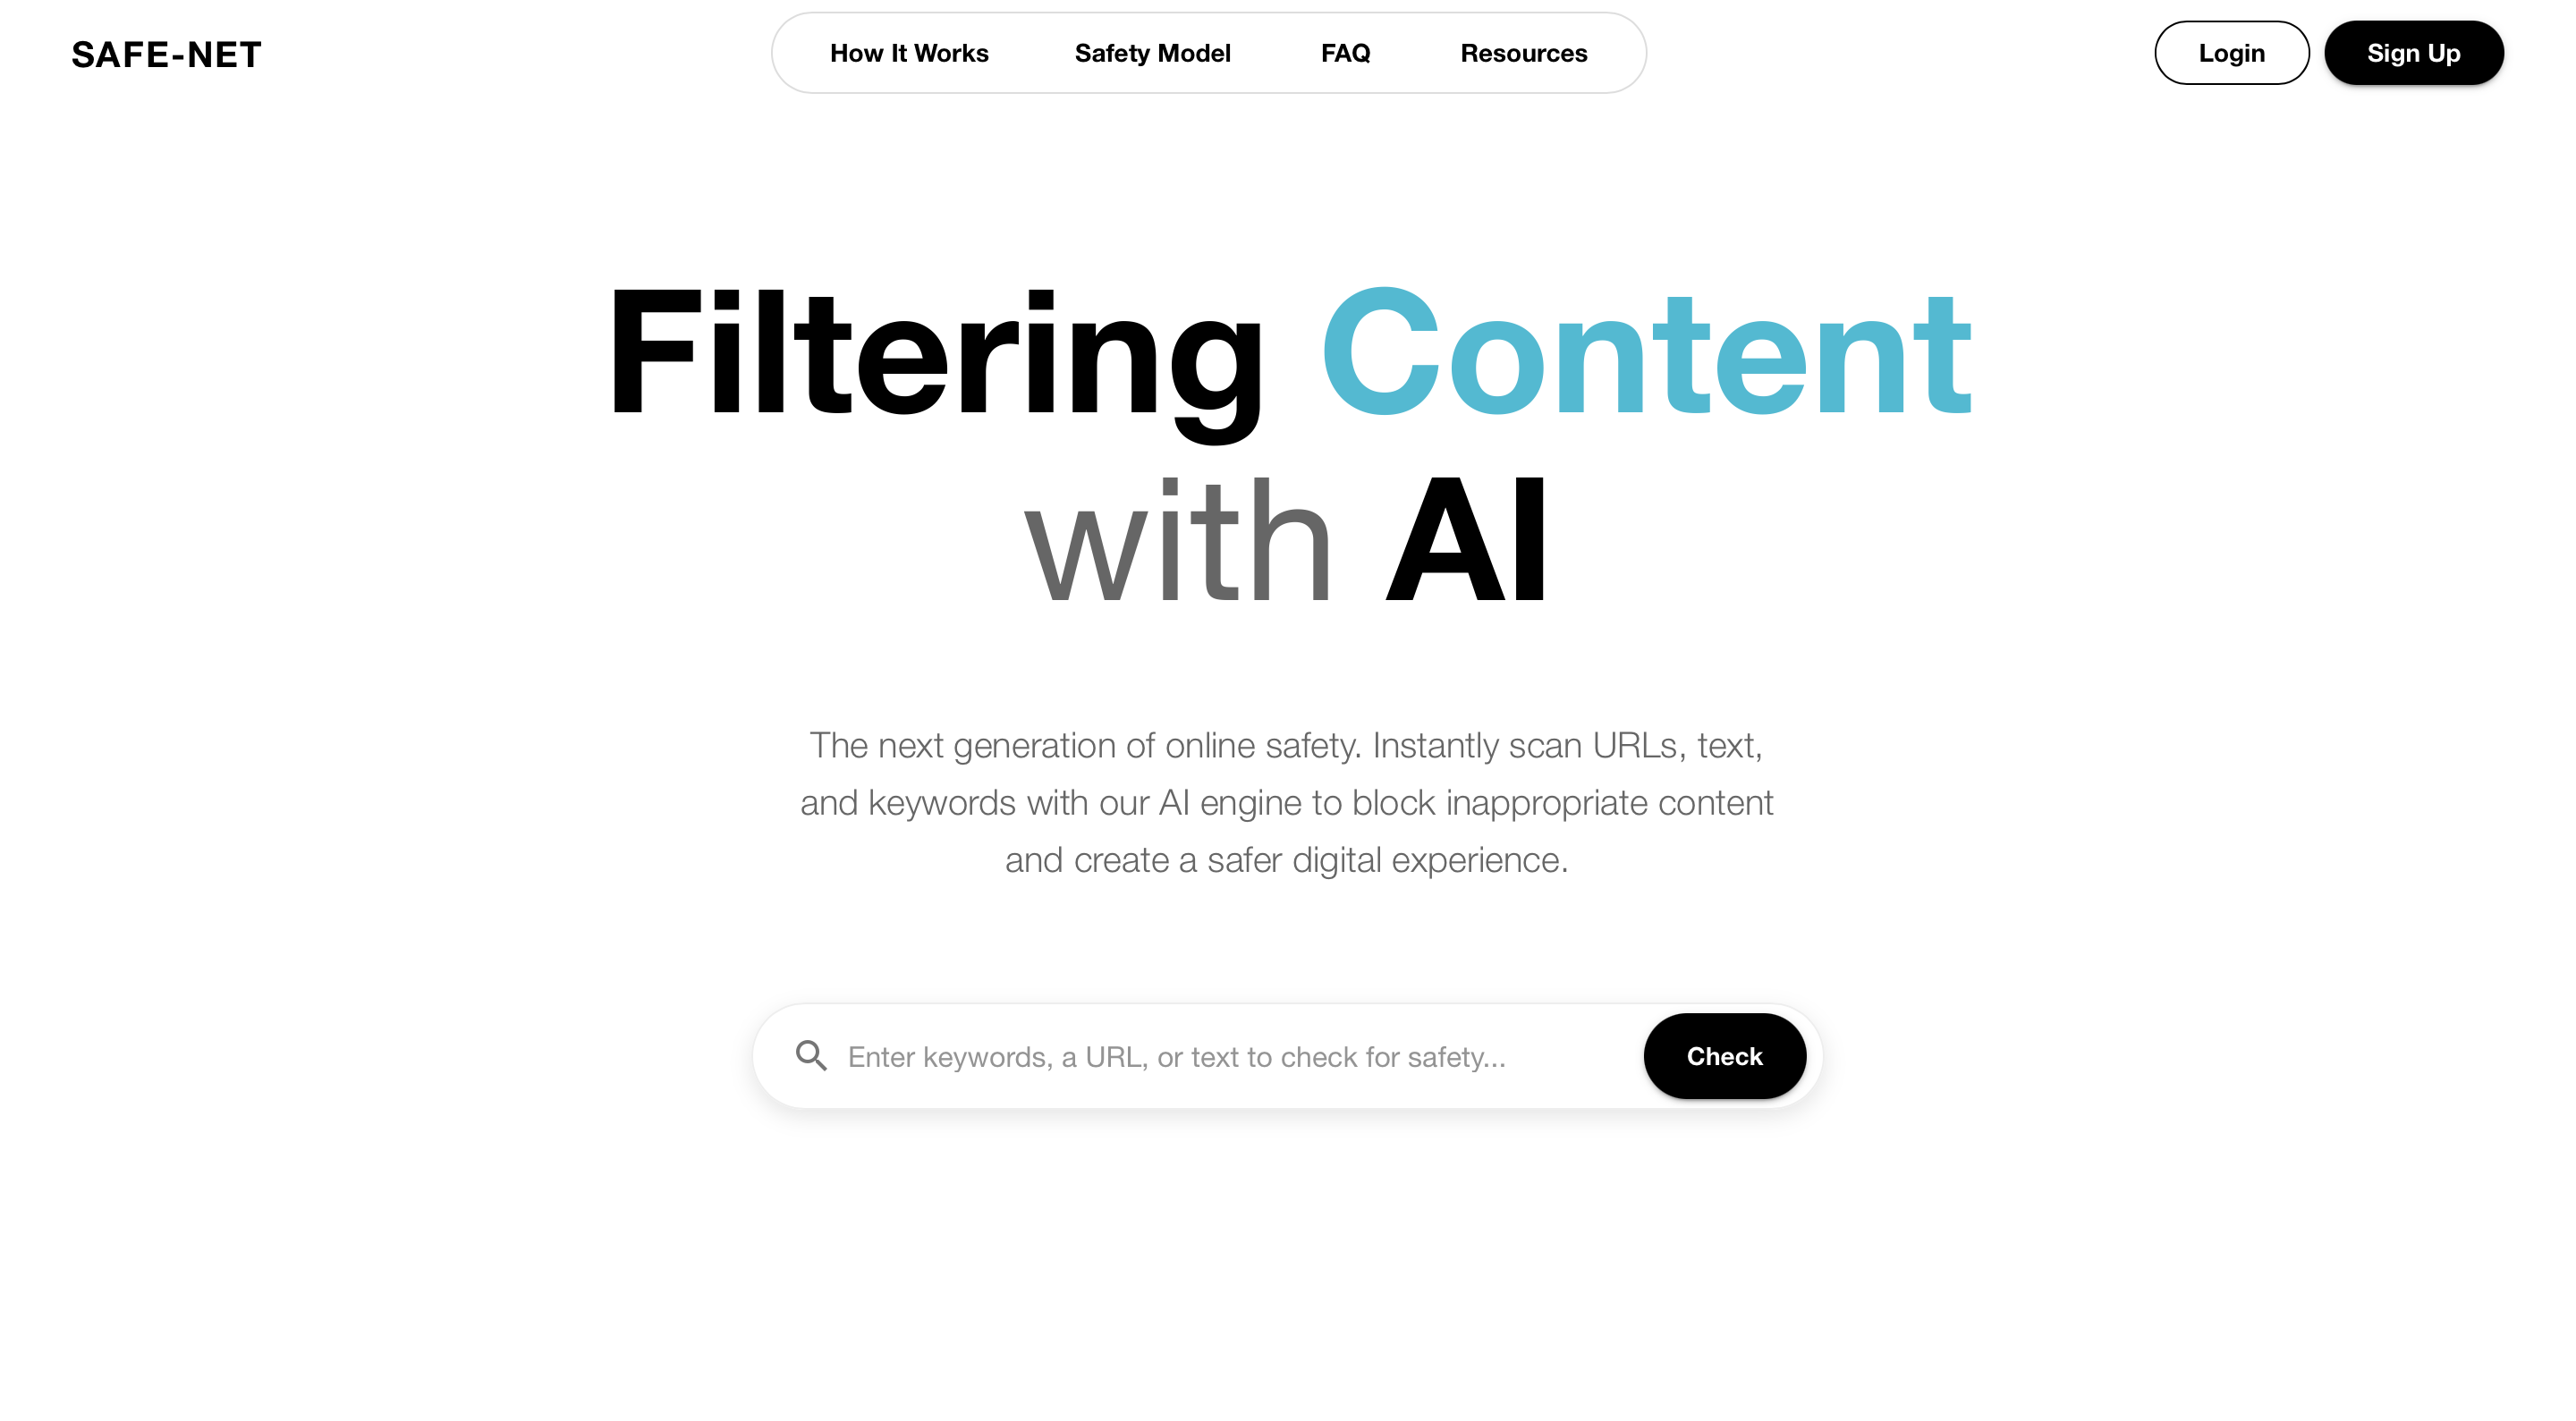 SAFE-NET
How It Works
Safety Model
FAQ
Resources
Login
Sign Up
Filtering Content
with AI
The next generation of online safety. Instantly scan URLs, text,
and keywords with our AI engine to block inappropriate content
and create a safer digital experience.
Enter keywords, a URL, or text to check for safety...
Check